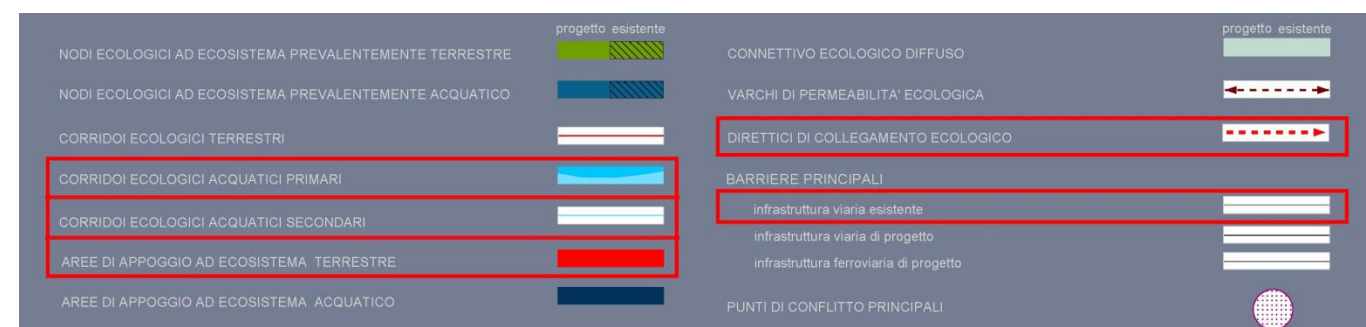 progetto esistente
NODI ECOLOGICI AD ECOSISTEMA PREVALENTEMENTE TERRESTRE
NODI ECOLOGICI AD ECOSISTEMA PREVALENTEMENTE ACQUATICO
CORRIDOI ECOLOGICI TERRESTRI
CORRIDOI ECOLOGICI ACQUATICI PRIMARI
CORRIDOI ECOLOGICI ACQUATICI SECONDARI
AREE DI APPOGGIO AD ECOSISTEMA TERRESTRE
AREE DI APPOGGIO AD ECOSISTEMA ACQUATICO
progetto esistente
CONNETTIVO ECOLOGICO DIFFUSO
VARCHI DI PERMEABILITA' ECOLOGICA
DIRETTICI DI COLLEGAMENTO ECOLOGICO
BARRIERE PRINCIPALI
infrastruttura viaria esistente
infrastruttura viaria di progetto
infrastruttura ferroviaria di progetto
PUNTI DI CONFLITTO PRINCIPALI